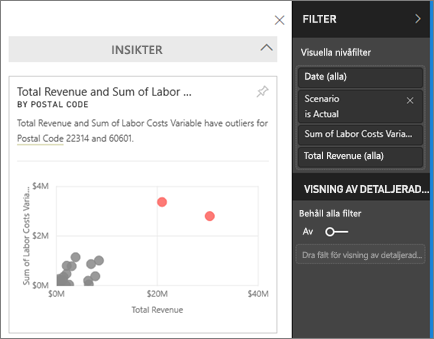 INSIKTER
Total Revenue and Sum of Labor ...
BY POSTAL CODE
Total Revenue and Sum of Labor Costs Variable have outliers for
Postal Code 22314 and 60601.
Sum of Labor Costs Varia...
$4M
$2M
$0M
$0M $20M $40M
Total Revenue
FILTER
Visuella nivåfilter
Date (alla)
Scenario
is Actual
Sum of Labor Costs Varia...
Total Revenue (alla)
VISNING AV DETALJERAD...
Behåll alla filter
Av
Dra fält för visning av detaljerad...